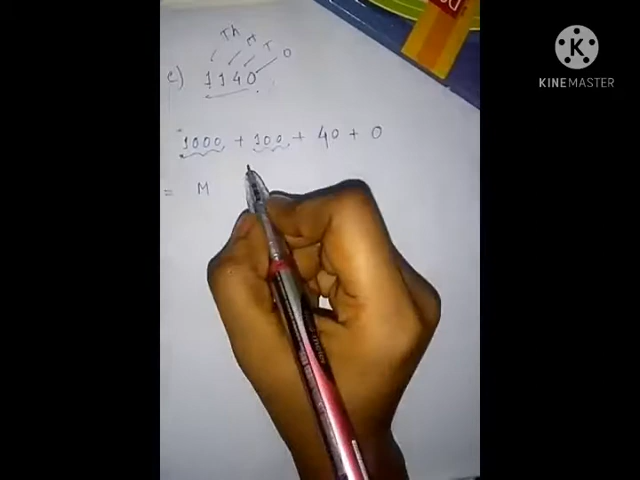 Th H T O
e) 1140
1000 + 100 + 40 + 0
= M
K
KINEMASTER